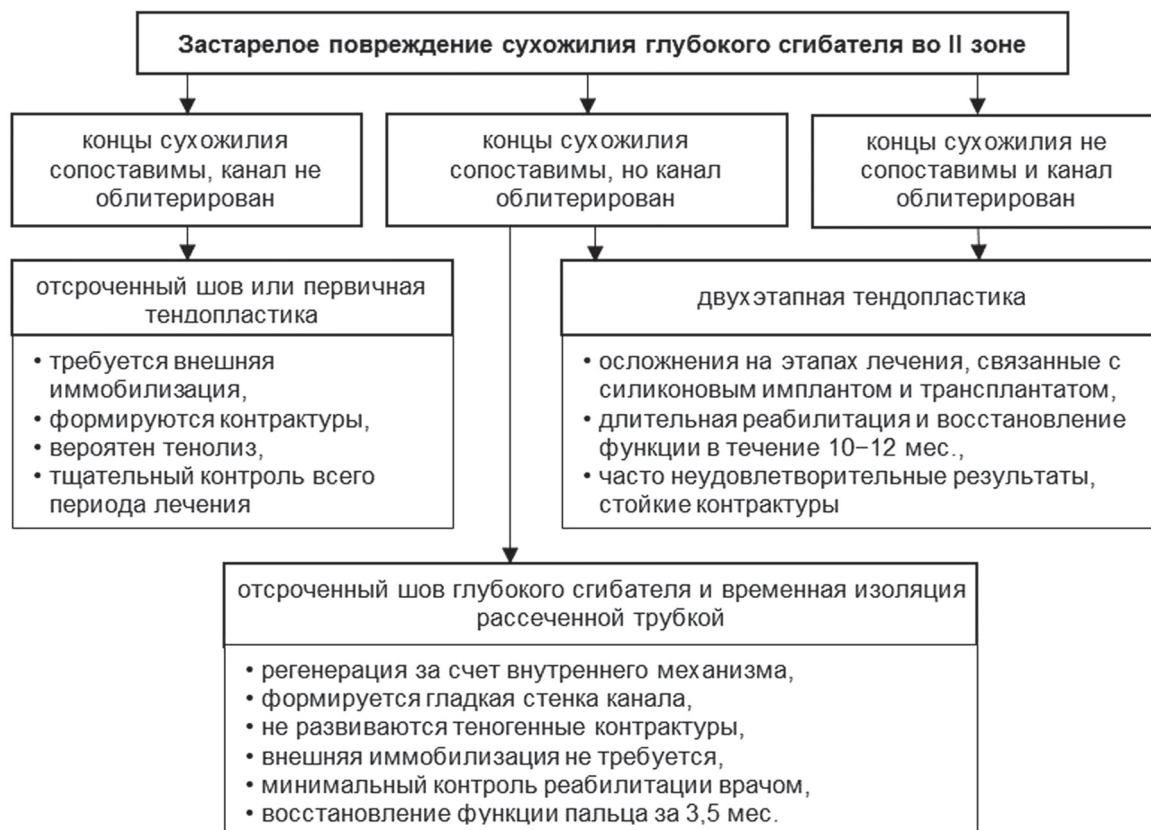 Застарелое повреждение сухожилия глубокого сгибателя во II зоне
концы сухожилия
сопоставимы, канал не
облитерирован
концы сухожилия
сопоставимы, но канал
облитерирован
концы сухожилия не
сопоставимы и канал
облитерирован
отсроченный шов или первичная
тендопластика
• требуется внешняя
иммобилизация,
• формируются контрактуры,
• вероятен тенолиз,
• тщательный контроль всего
периода лечения
двухэтапная тендопластика
• осложнения на этапах лечения, связанные с
силиконовым имплантом и трансплантатом,
• длительная реабилитация и восстановление
функции в течение 10–12 мес.,
• часто неудовлетворительные результаты,
стойкие контрактуры
отсроченный шов глубокого сгибателя и временная изоляция
рассеченной трубкой
• регенерация за счет внутреннего механизма,
• формируется гладкая стенка канала,
• не развиваются теногенные контрактуры,
• внешняя иммобилизация не требуется,
• минимальный контроль реабилитации врачом,
• восстановление функции пальца за 3,5 мес.